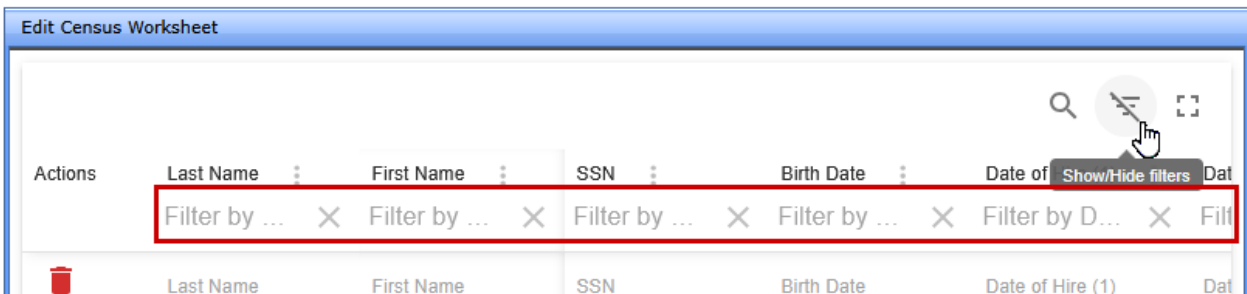 Edit Census Worksheet
Actions Last Name First Name SSN Birth Date Date of Show/Hide filters Dat
Filter by ... Filter by ... Filter by ... Filter by ... Filter by D... Filt
Last Name First Name SSN Birth Date Date of Hire (1) Dat